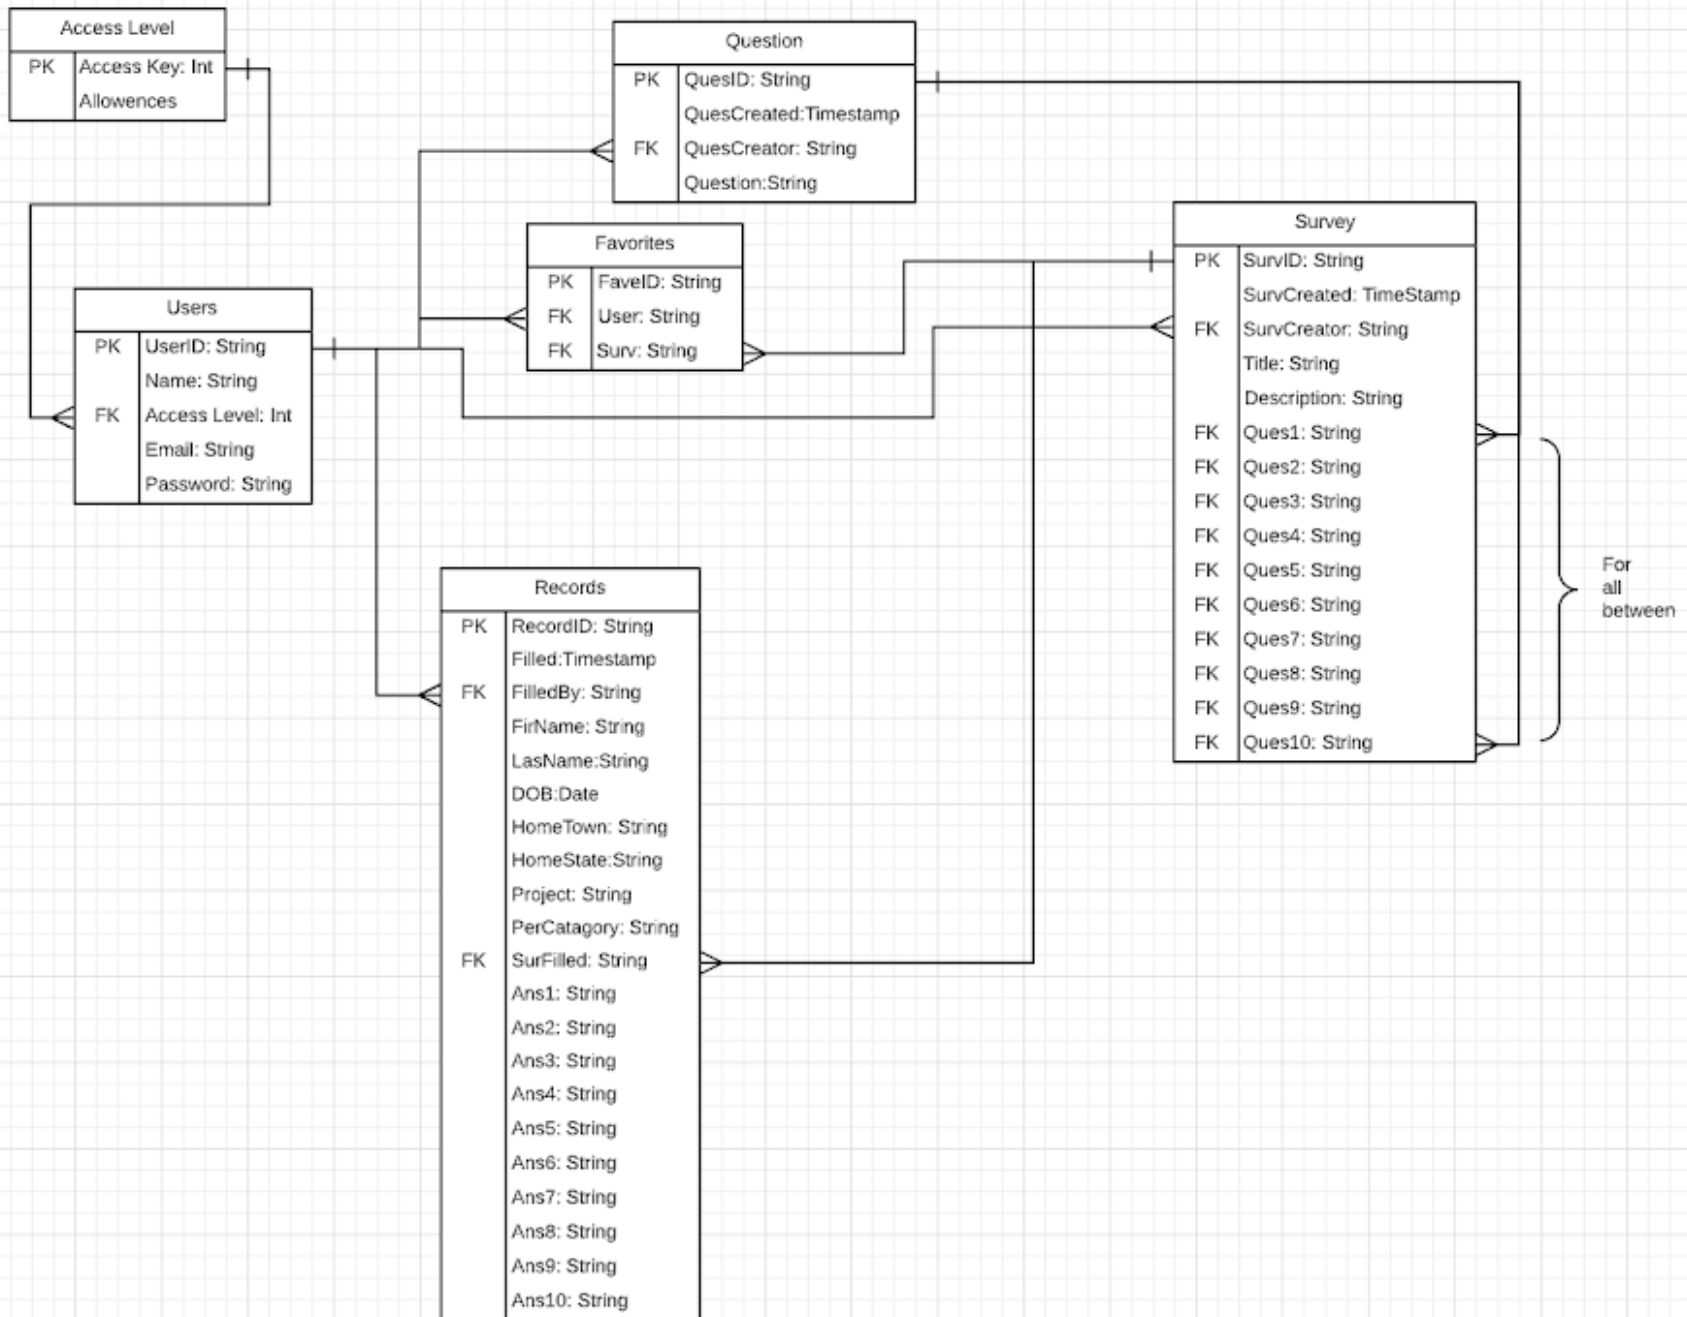 Access Level
PK Access Key: Int
Allowences
Question
PK QuesID: String
QuesCreated:Timestamp
FK QuesCreator: String
Question:String
Favorites
PK FaveID: String
FK User: String
FK Surv: String
Users
PK UserID: String
Name: String
FK Access Level: Int
Email: String
Password: String
Survey
PK SurvID: String
SurvCreated: TimeStamp
FK SurvCreator: String
Title: String
Description: String
FK Ques1: String
FK Ques2: String
FK Ques3: String
FK Ques4: String
FK Ques5: String
FK Ques6: String
FK Ques7: String
FK Ques8: String
FK Ques9: String
FK Ques10: String
For
all
between
Records
PK RecordID: String
Filled:Timestamp
FK FilledBy: String
FirName: String
LasName:String
DOB:Date
HomeTown: String
HomeState:String
Project: String
PerCatagory: String
FK SurFilled: String
Ans1: String
Ans2: String
Ans3: String
Ans4: String
Ans5: String
Ans6: String
Ans7: String
Ans8: String
Ans9: String
Ans10: String